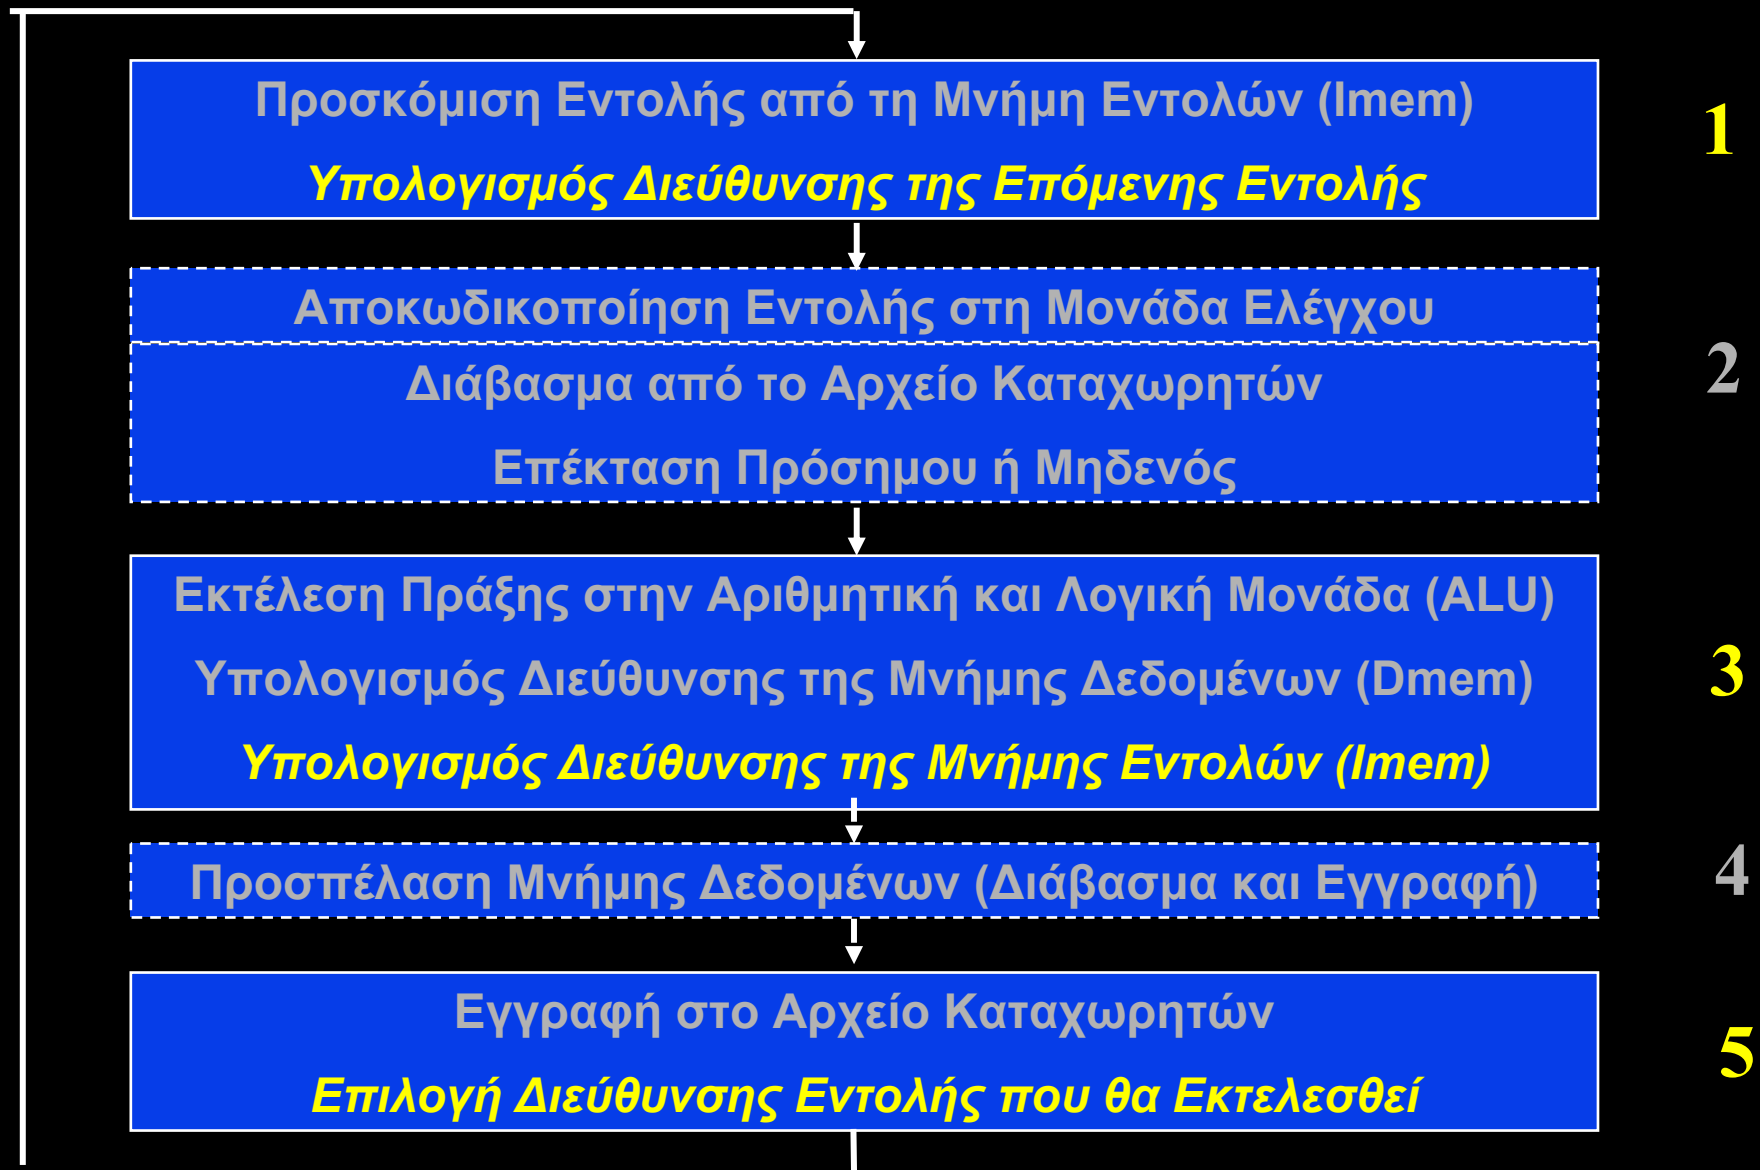 Προσκόμιση Εντολής από τη Μνήμη Εντολών (Imem)
Υπολογισμός Διεύθυνσης της Επόμενης Εντολής
1
Αποκωδικοποίηση Εντολής στη Μονάδα Ελέγχου
Διάβασμα από το Αρχείο Καταχωρητών
Επέκταση Πρόσημου ή Μηδενός
2
Εκτέλεση Πράξης στην Αριθμητική και Λογική Μονάδα (ALU)
Υπολογισμός Διεύθυνσης της Μνήμης Δεδομένων (Dmem)
Υπολογισμός Διεύθυνσης της Μνήμης Εντολών (Imem)
3
Προσπέλαση Μνήμης Δεδομένων (Διάβασμα και Εγγραφή)
4
Εγγραφή στο Αρχείο Καταχωρητών
Επιλογή Διεύθυνσης Εντολής που θα Εκτελεσθεί
5